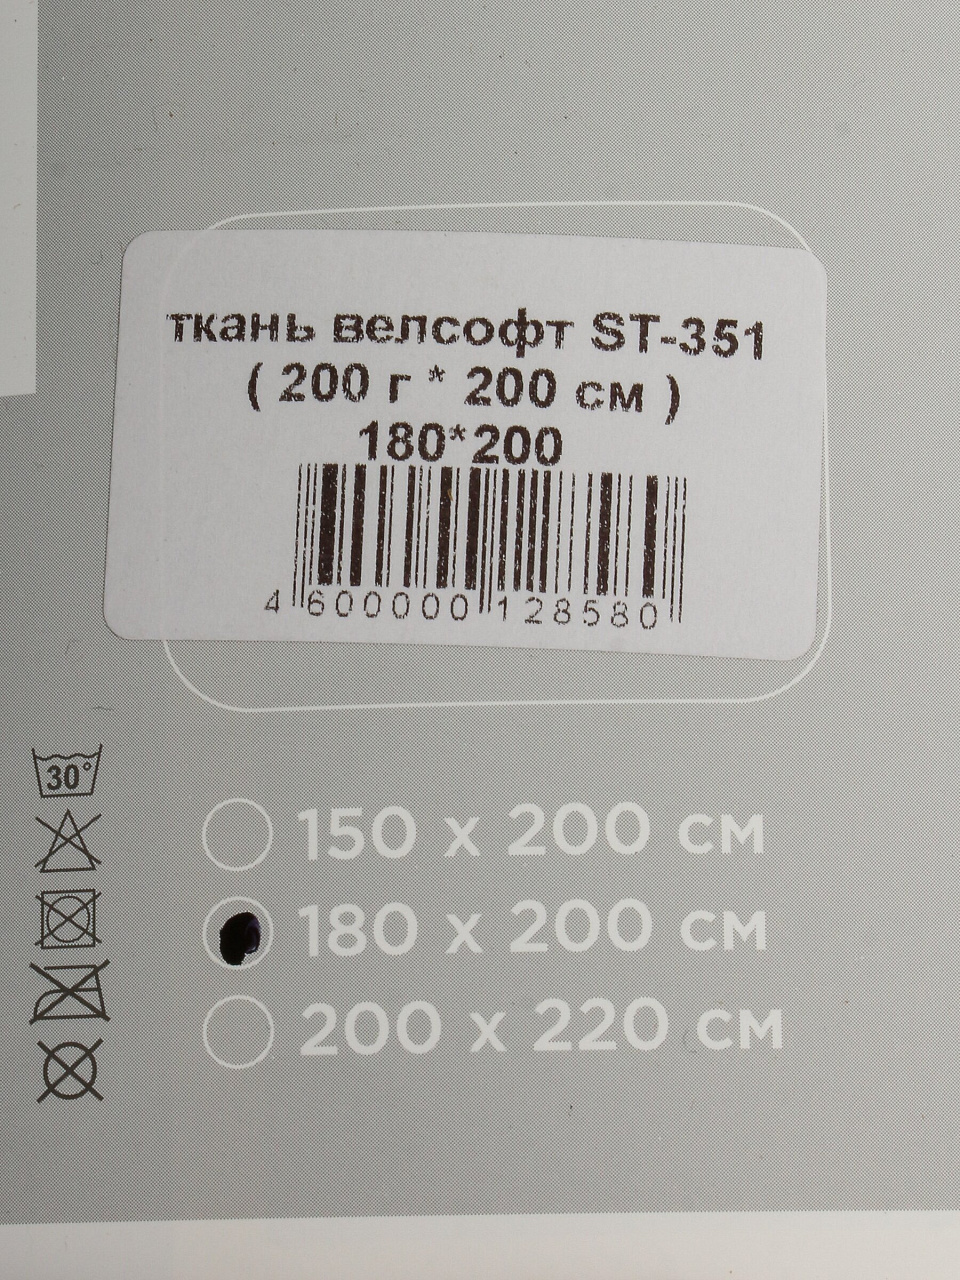 ткань велсофт ST-351
( 200 г * 200 см )
180*200
4 600000 128580
30°
150 x 200 СМ
180 x 200 СМ
200 x 220 СМ